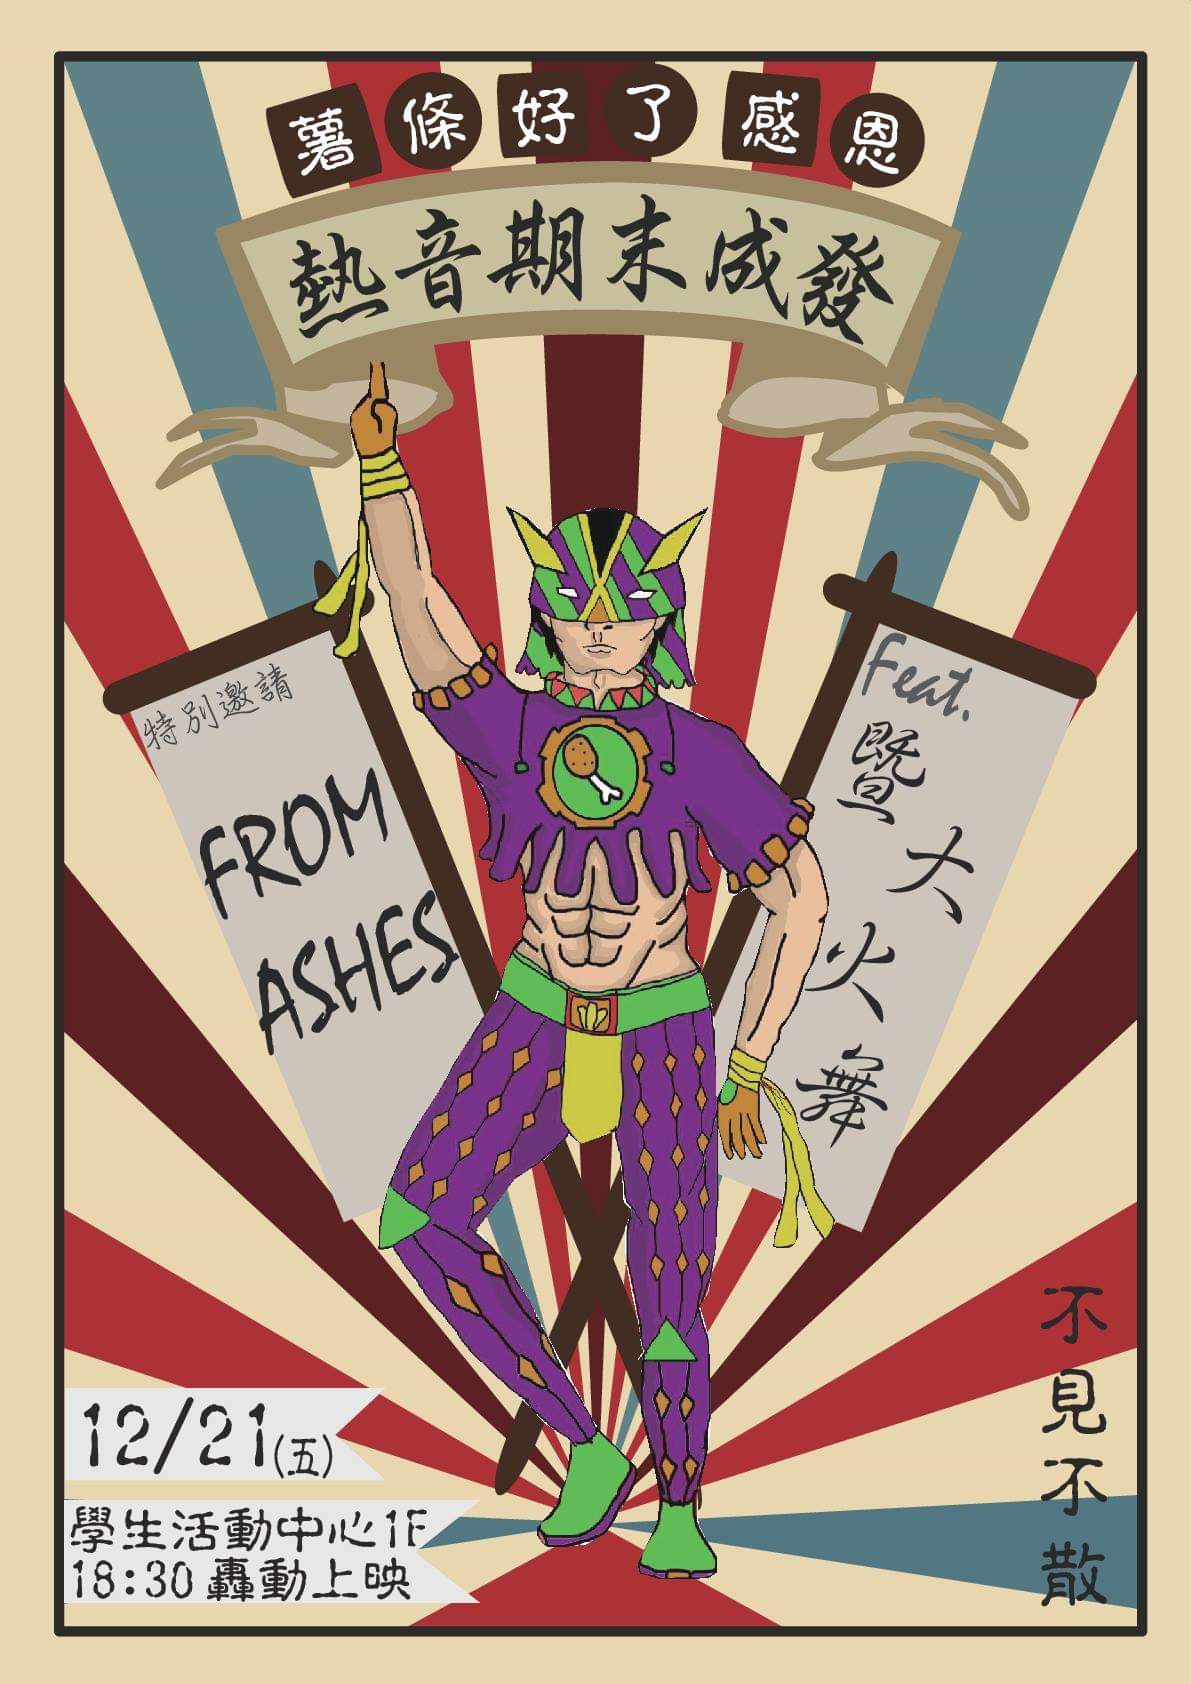 薯條好了感恩
熱音期末成發
特別邀請
FROM
ASHES
Feat.
暨大火舞
12/21(五)
學生活動中心1F
18:30 轟動上映
不見不散